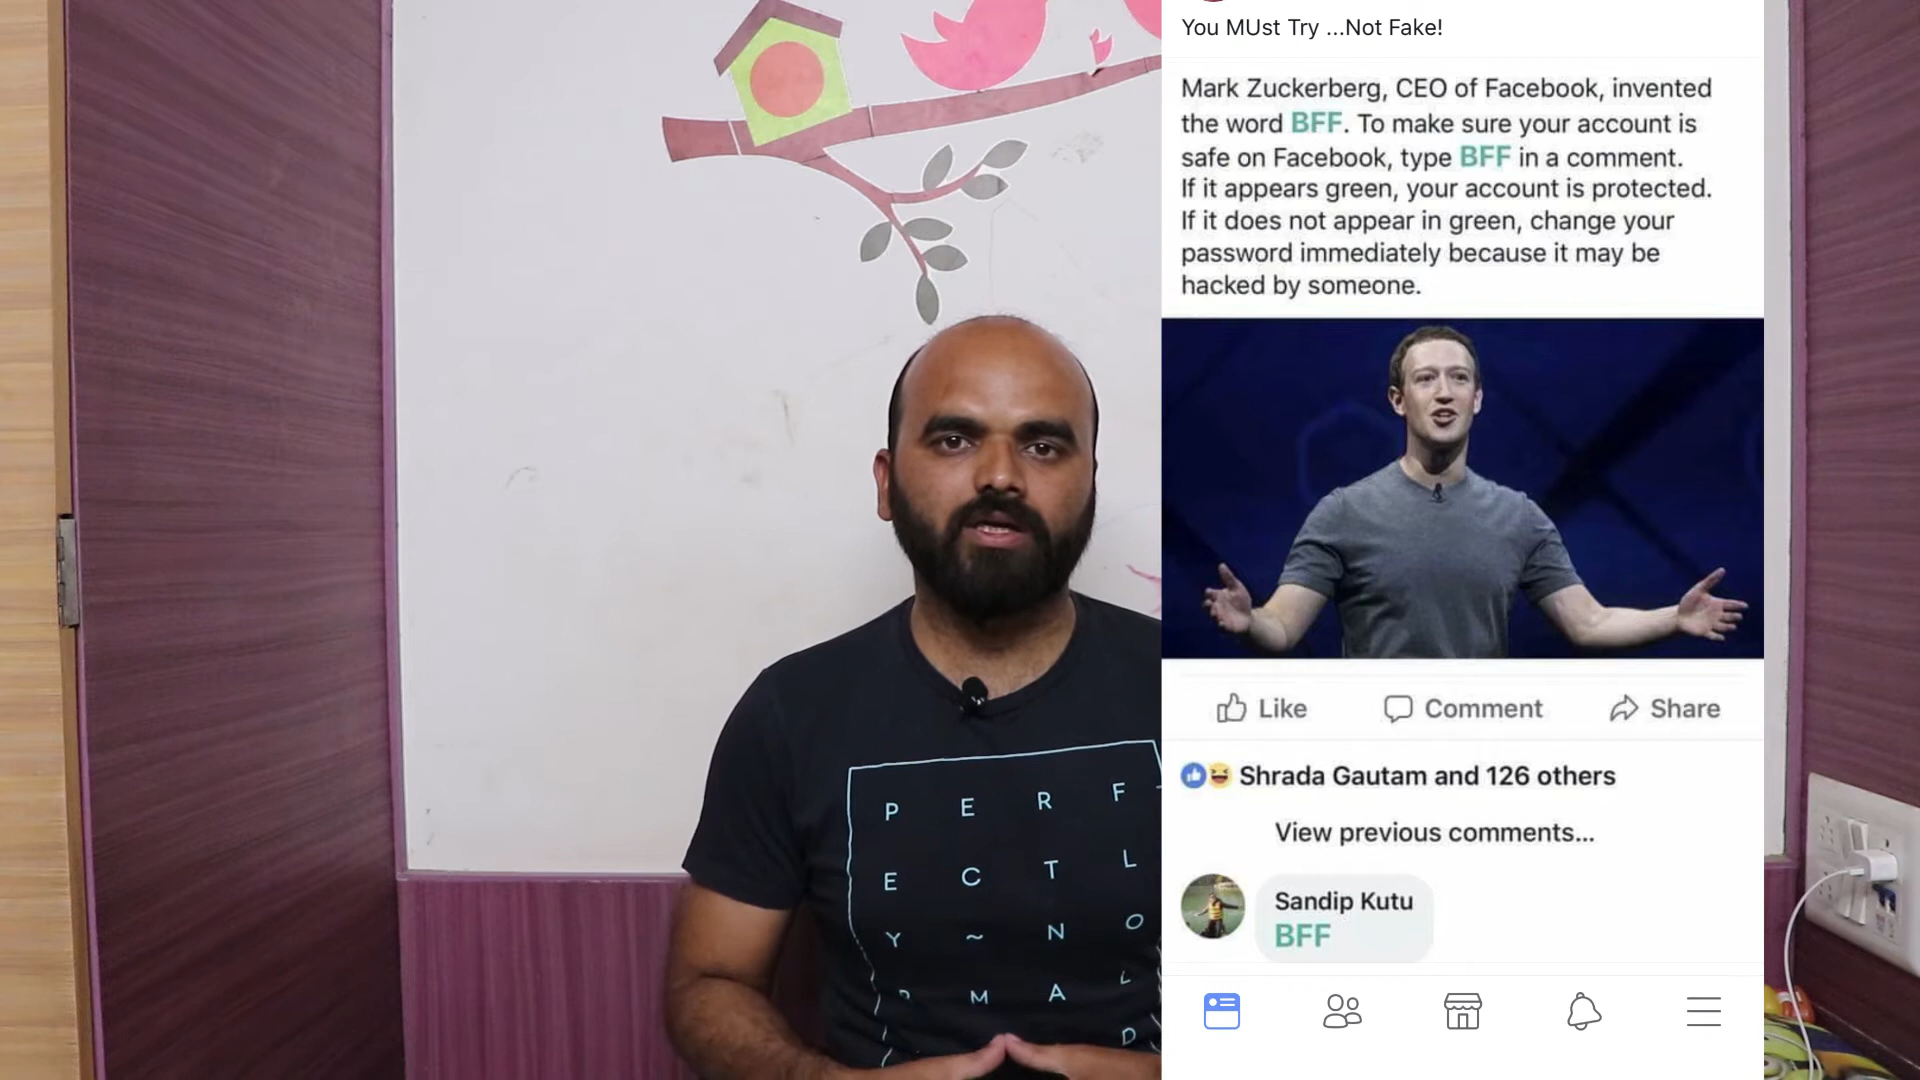 You MUst Try ...Not Fake!
Mark Zuckerberg, CEO of Facebook, invented
the word BFF. To make sure your account is
safe on Facebook, type BFF in a comment.
If it appears green, your account is protected.
If it does not appear in green, change your
password immediately because it may be
hacked by someone.
Like
Comment
Share
Shrada Gautam and 126 others
View previous comments...
Sandip Kutu
BFF
P E R F
E C T L
Y ~ N O
M A L
D